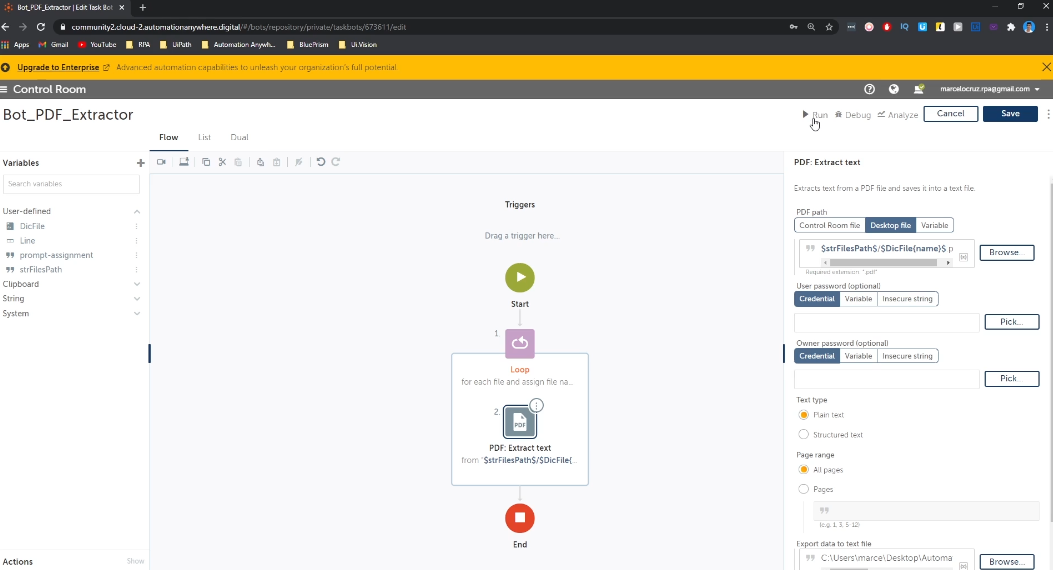 Bot_PDF_Extractor | Edit Task Bot
community2.cloud-2.automationanywhere.digital/#/bots/repository/private/taskbots/673611/edit
Apps Gmail YouTube RPA UiPath Automation Anywh... BluePrism Ui.Vision
Upgrade to Enterprise Advanced automation capabilities to unleash your organization's full potential
Control Room marcelocruz.rpa@gmail.com
Bot_PDF_Extractor Run Debug Analyze Cancel Save
Flow List Dual
Variables
Search variables
User-defined
DicFile
Line
prompt-assignment
strFilesPath
Clipboard
String
System
Actions Show
Triggers
Drag a trigger here...
Start
1.
Loop
for each file and assign file na...
2.
PDF
PDF: Extract text
from "$strFilesPath$/$DicFile{...
End
PDF: Extract text
Extracts text from a PDF file and saves it into a text file.
PDF path
Control Room file Desktop file Variable
$strFilesPath$/$DicFile{name}$.p Browse...
Required extension: ".pdf"
User password (optional)
Credential Variable Insecure string
Pick...
Owner password (optional)
Credential Variable Insecure string
Pick...
Text type
Plain text
Structured text
Page range
All pages
Pages
(e.g. 1, 3, 5-12)
Export data to text file
C:\Users\marce\Desktop\Automa Browse...